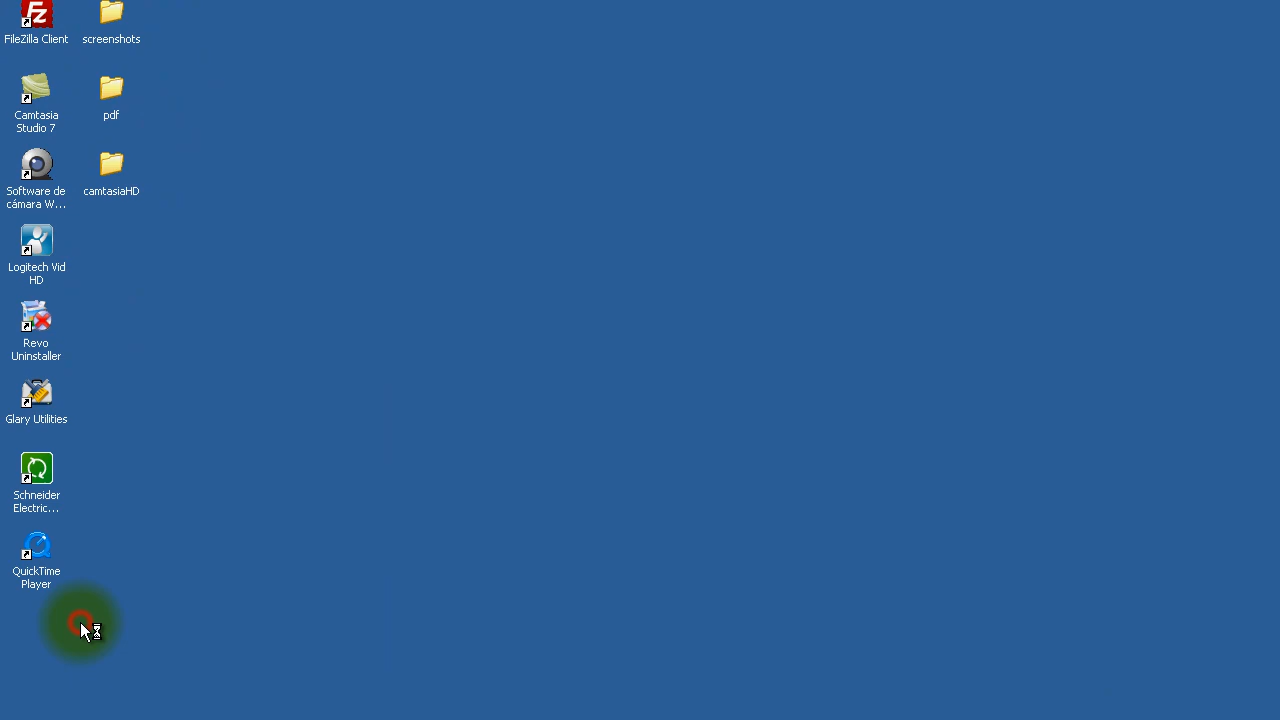 FileZilla Client
screenshots
Camtasia
Studio 7
pdf
Software de
cámara W...
camtasiaHD
Logitech Vid
HD
Revo
Uninstaller
Glary Utilities
Schneider
Electric...
QuickTime
Player